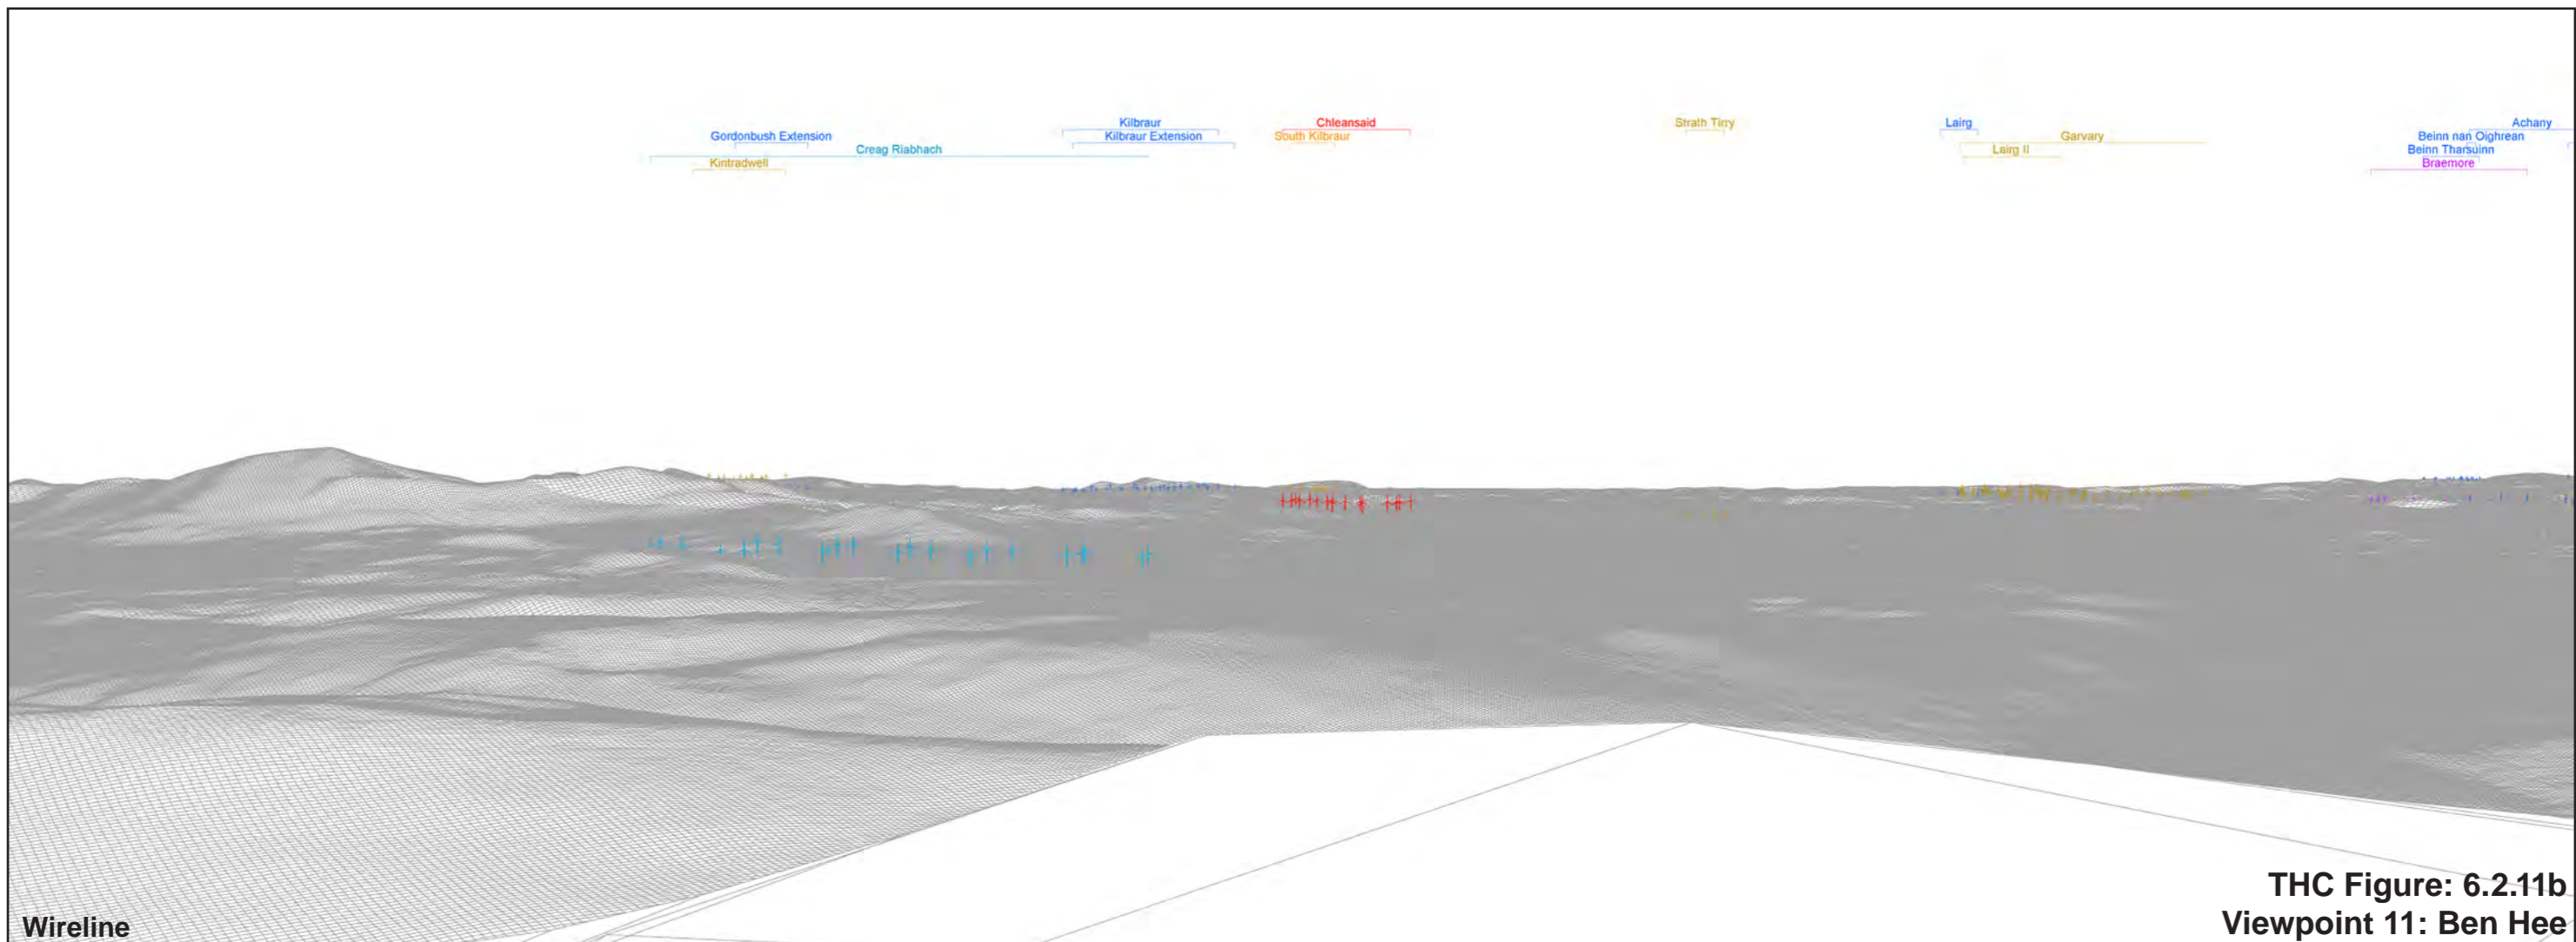 Kilbraur
Chleansaid
Strath Tirry
Lairg
Achany
Gordonbush Extension
Kilbraur Extension
South Kilbraur
Garvary
Beinn nan Oighrean
Creag Riabhach
Lairg II
Beinn Tharsuinn
Kintradwell
Braemore
THC Figure: 6.2.11b
Wireline
Viewpoint 11: Ben Hee